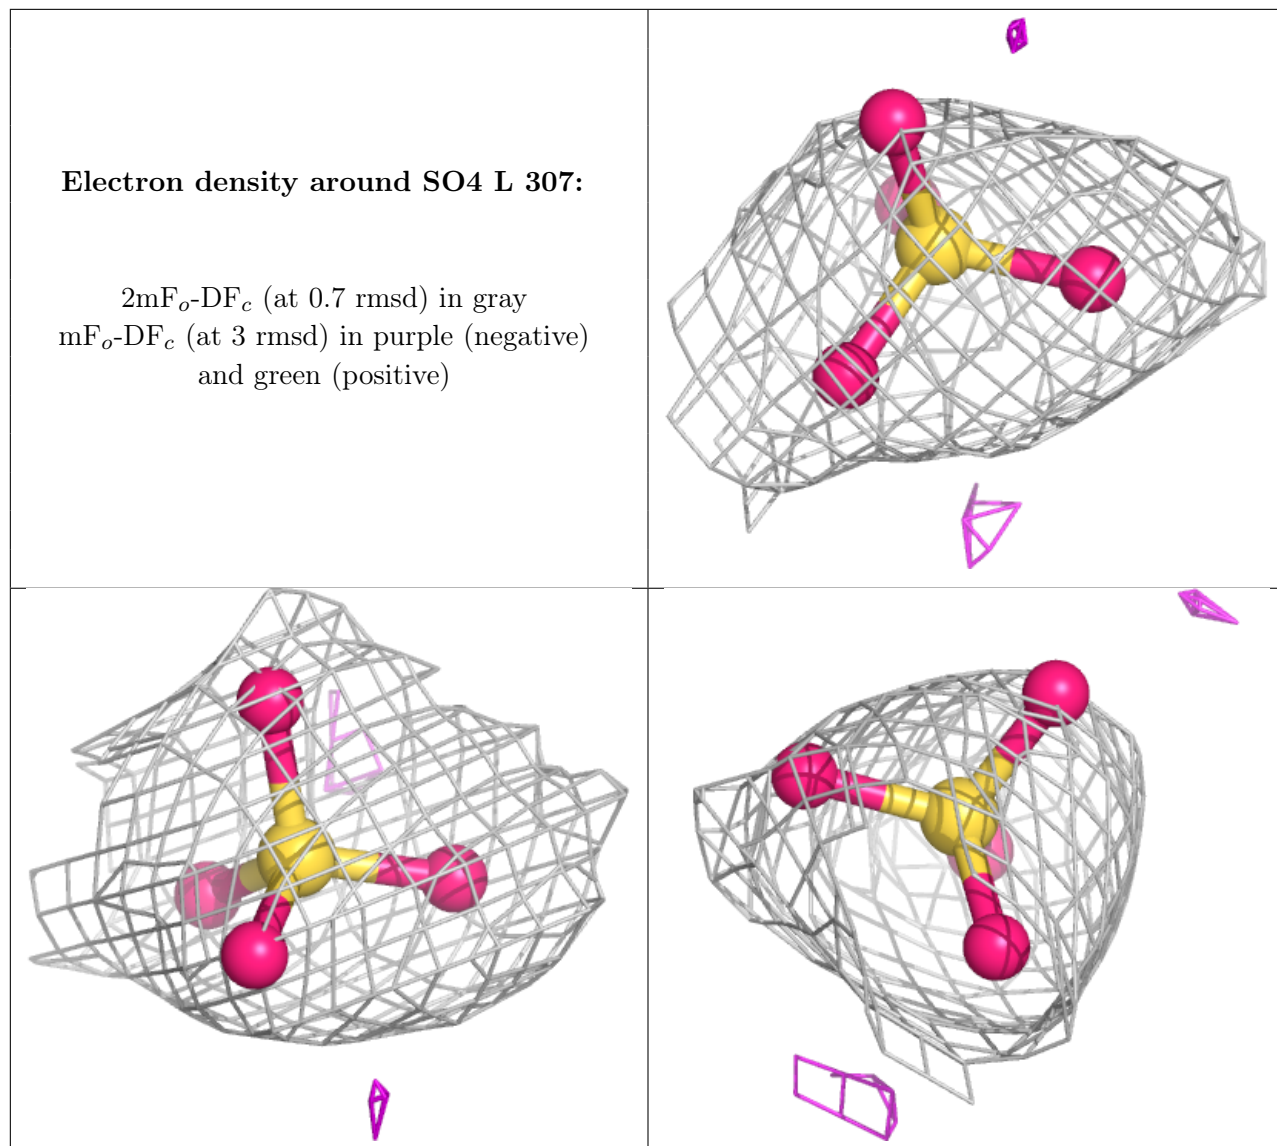 Electron density around SO4 L 307:
2mFo-DFc (at 0.7 rmsd) in gray
mFo-DFc (at 3 rmsd) in purple (negative)
and green (positive)